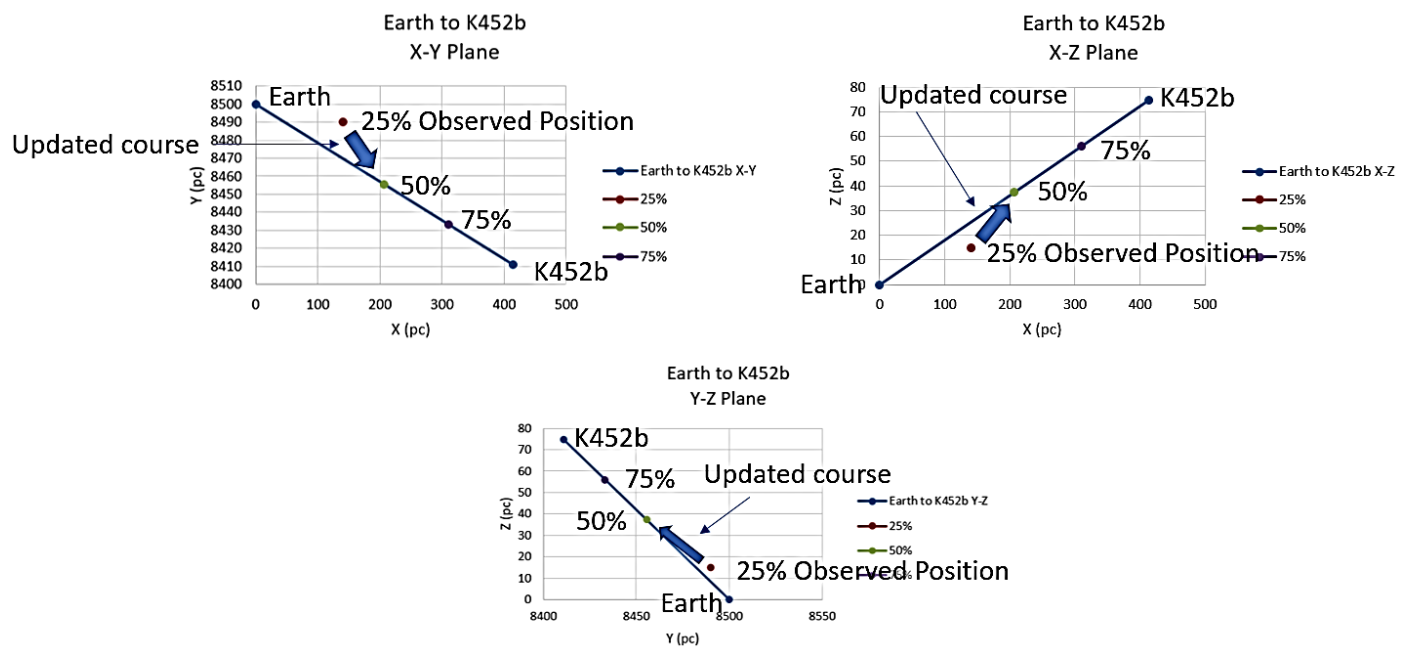 Earth to K452b
X-Y Plane
8510
8500
8490
8480
8470
8460
8450
8440
8430
8420
8410
8400
Y (pc)
0 100 200 300 400 500
X (pc)
Earth
25% Observed Position
Updated course
50%
75%
K452b
Earth to K452b X-Y
25%
50%
75%
Earth to K452b
X-Z Plane
80
70
60
50
40
30
20
10
0
Z (pc)
0 100 200 300 400 500
X (pc)
Updated course
K452b
75%
50%
25% Observed Position
Earth
Earth to K452b X-Z
25%
50%
75%
Earth to K452b
Y-Z Plane
80
70
60
50
40
30
20
10
0
Z (pc)
8400 8450 8500 8550
Y (pc)
K452b
75%
Updated course
50%
25% Observed Position
Earth
Earth to K452b Y-Z
25%
50%
75%